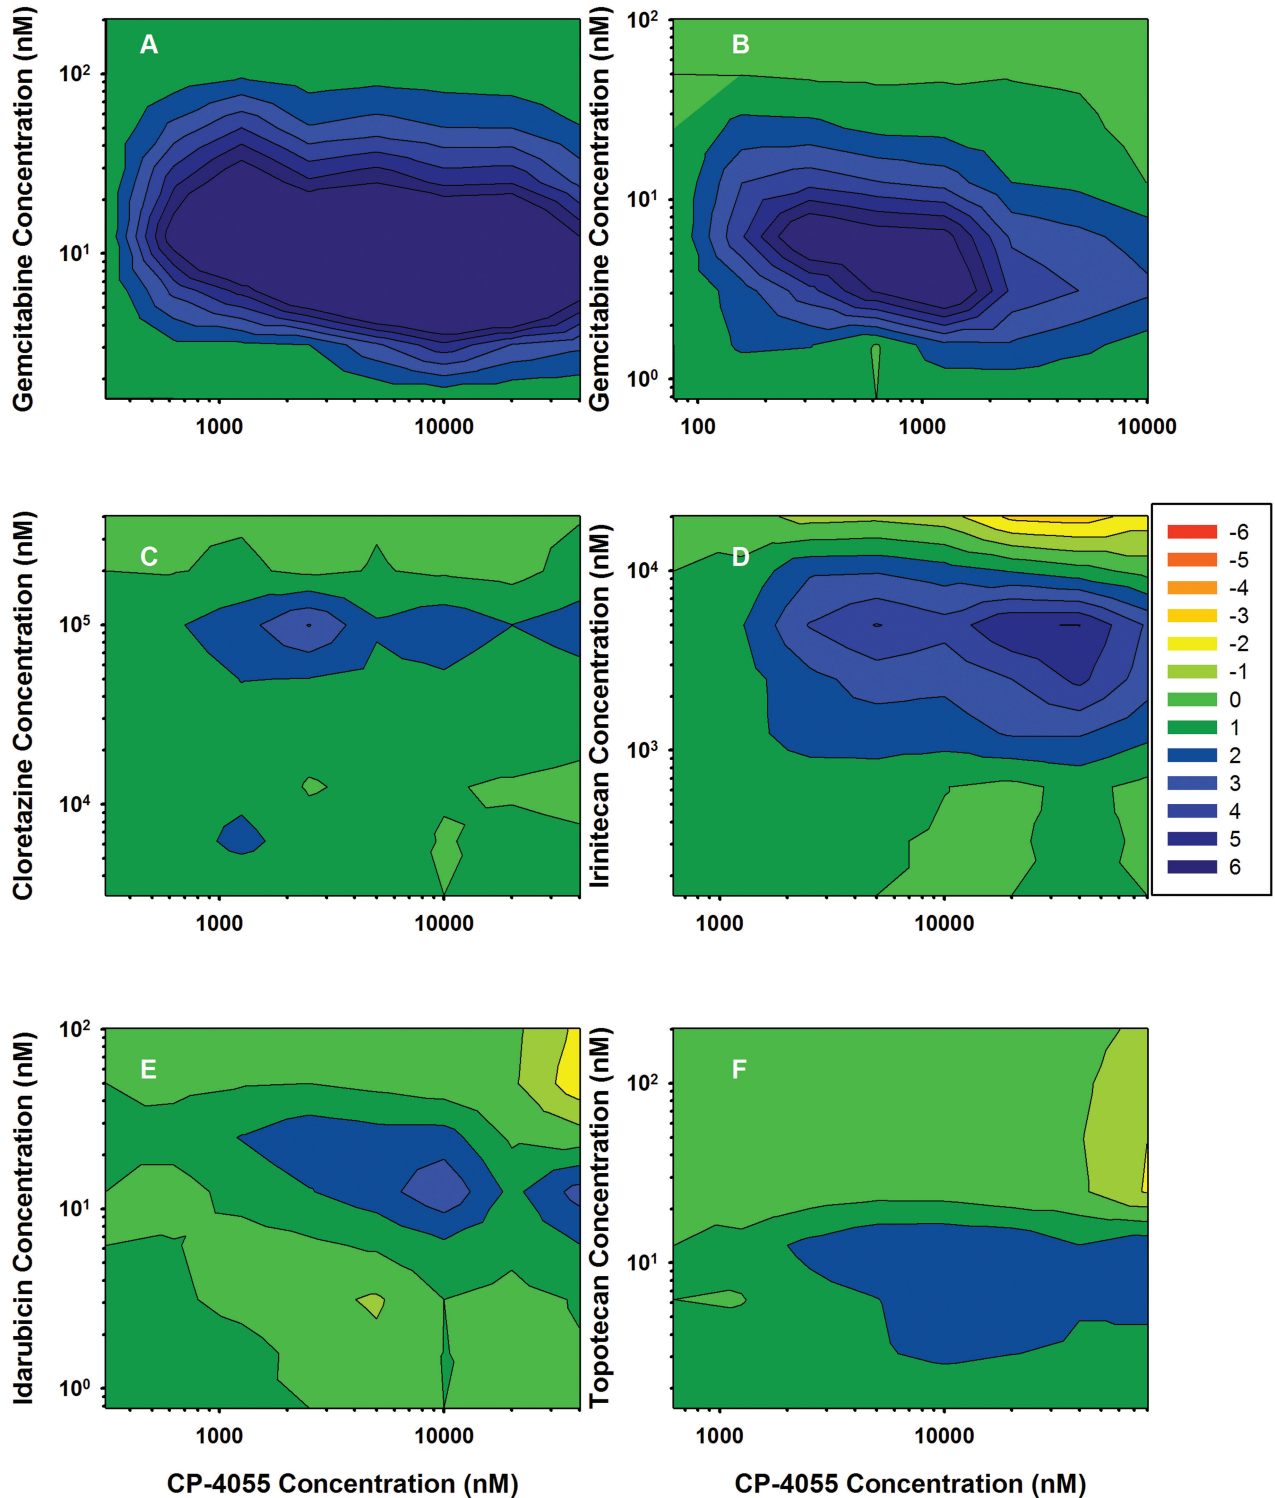 A
B
Gemcitabine Concentration (nM)
10²
10¹
1000
10000
Gemcitabine Concentration (nM)
10²
10¹
10⁰
100
1000
10000
C
D
Cloretazine Concentration (nM)
10⁵
10⁴
1000
10000
Irinitecan Concentration (nM)
10⁴
10³
1000
10000
-6
-5
-4
-3
-2
-1
0
1
2
3
4
5
6
E
F
Idarubicin Concentration (nM)
10²
10¹
10⁰
1000
10000
CP-4055 Concentration (nM)
Topotecan Concentration (nM)
10²
10¹
1000
10000
CP-4055 Concentration (nM)